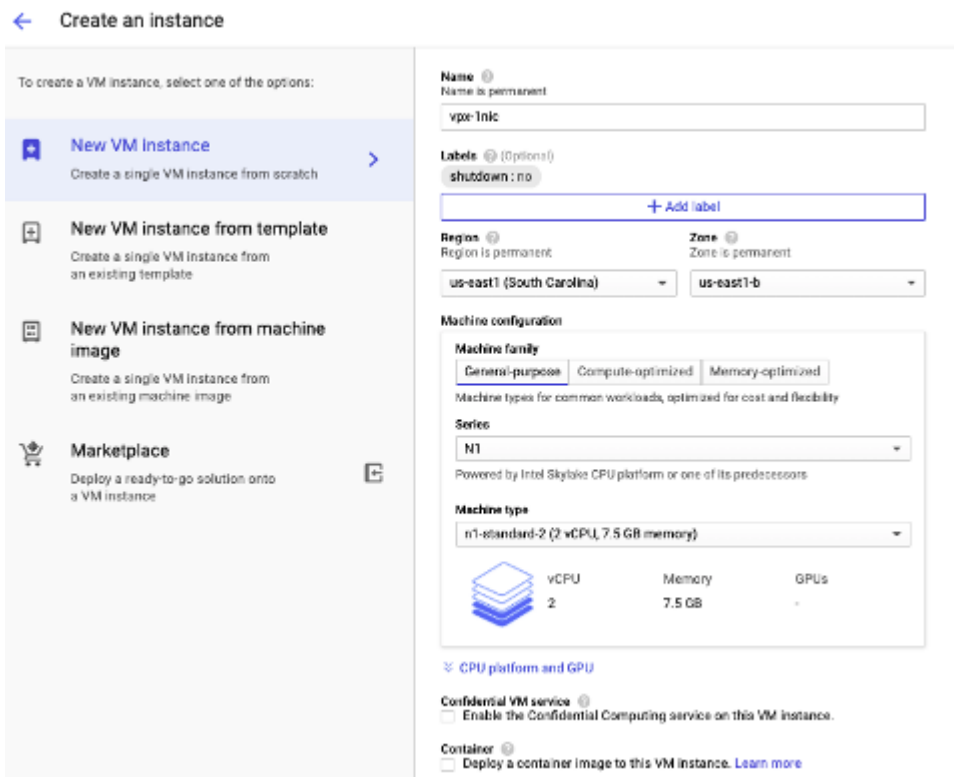 Create an instance
To create a VM instance, select one of the options:
New VM instance
Create a single VM instance from scratch
New VM instance from template
Create a single VM instance from
an existing template
New VM instance from machine
image
Create a single VM instance from
an existing machine image
Marketplace
Deploy a ready-to-go solution onto
a VM instance
Name
Name is permanent
vpx-1nic
Labels (Optional)
shutdown : no
+ Add label
Region
Region is permanent
us-east1 (South Carolina)
Zone
Zone is permanent
us-east1-b
Machine configuration
Machine family
General-purpose Compute-optimized Memory-optimized
Machine types for common workloads, optimized for cost and flexibility
Series
N1
Powered by Intel Skylake CPU platform or one of its predecessors
Machine type
n1-standard-2 (2 vCPU, 7.5 GB memory)
vCPU Memory GPUs
2 7.5 GB -
CPU platform and GPU
Confidential VM service
Enable the Confidential Computing service on this VM instance.
Container
Deploy a container image to this VM instance. Learn more